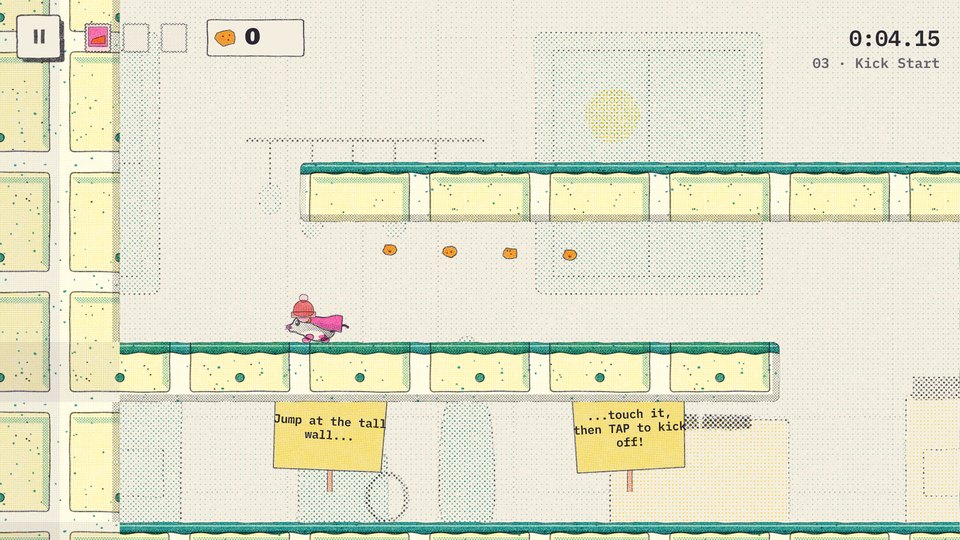 0
0:04.15
03 · Kick Start
Jump at the tall
wall...
...touch it,
then TAP to kick
off!